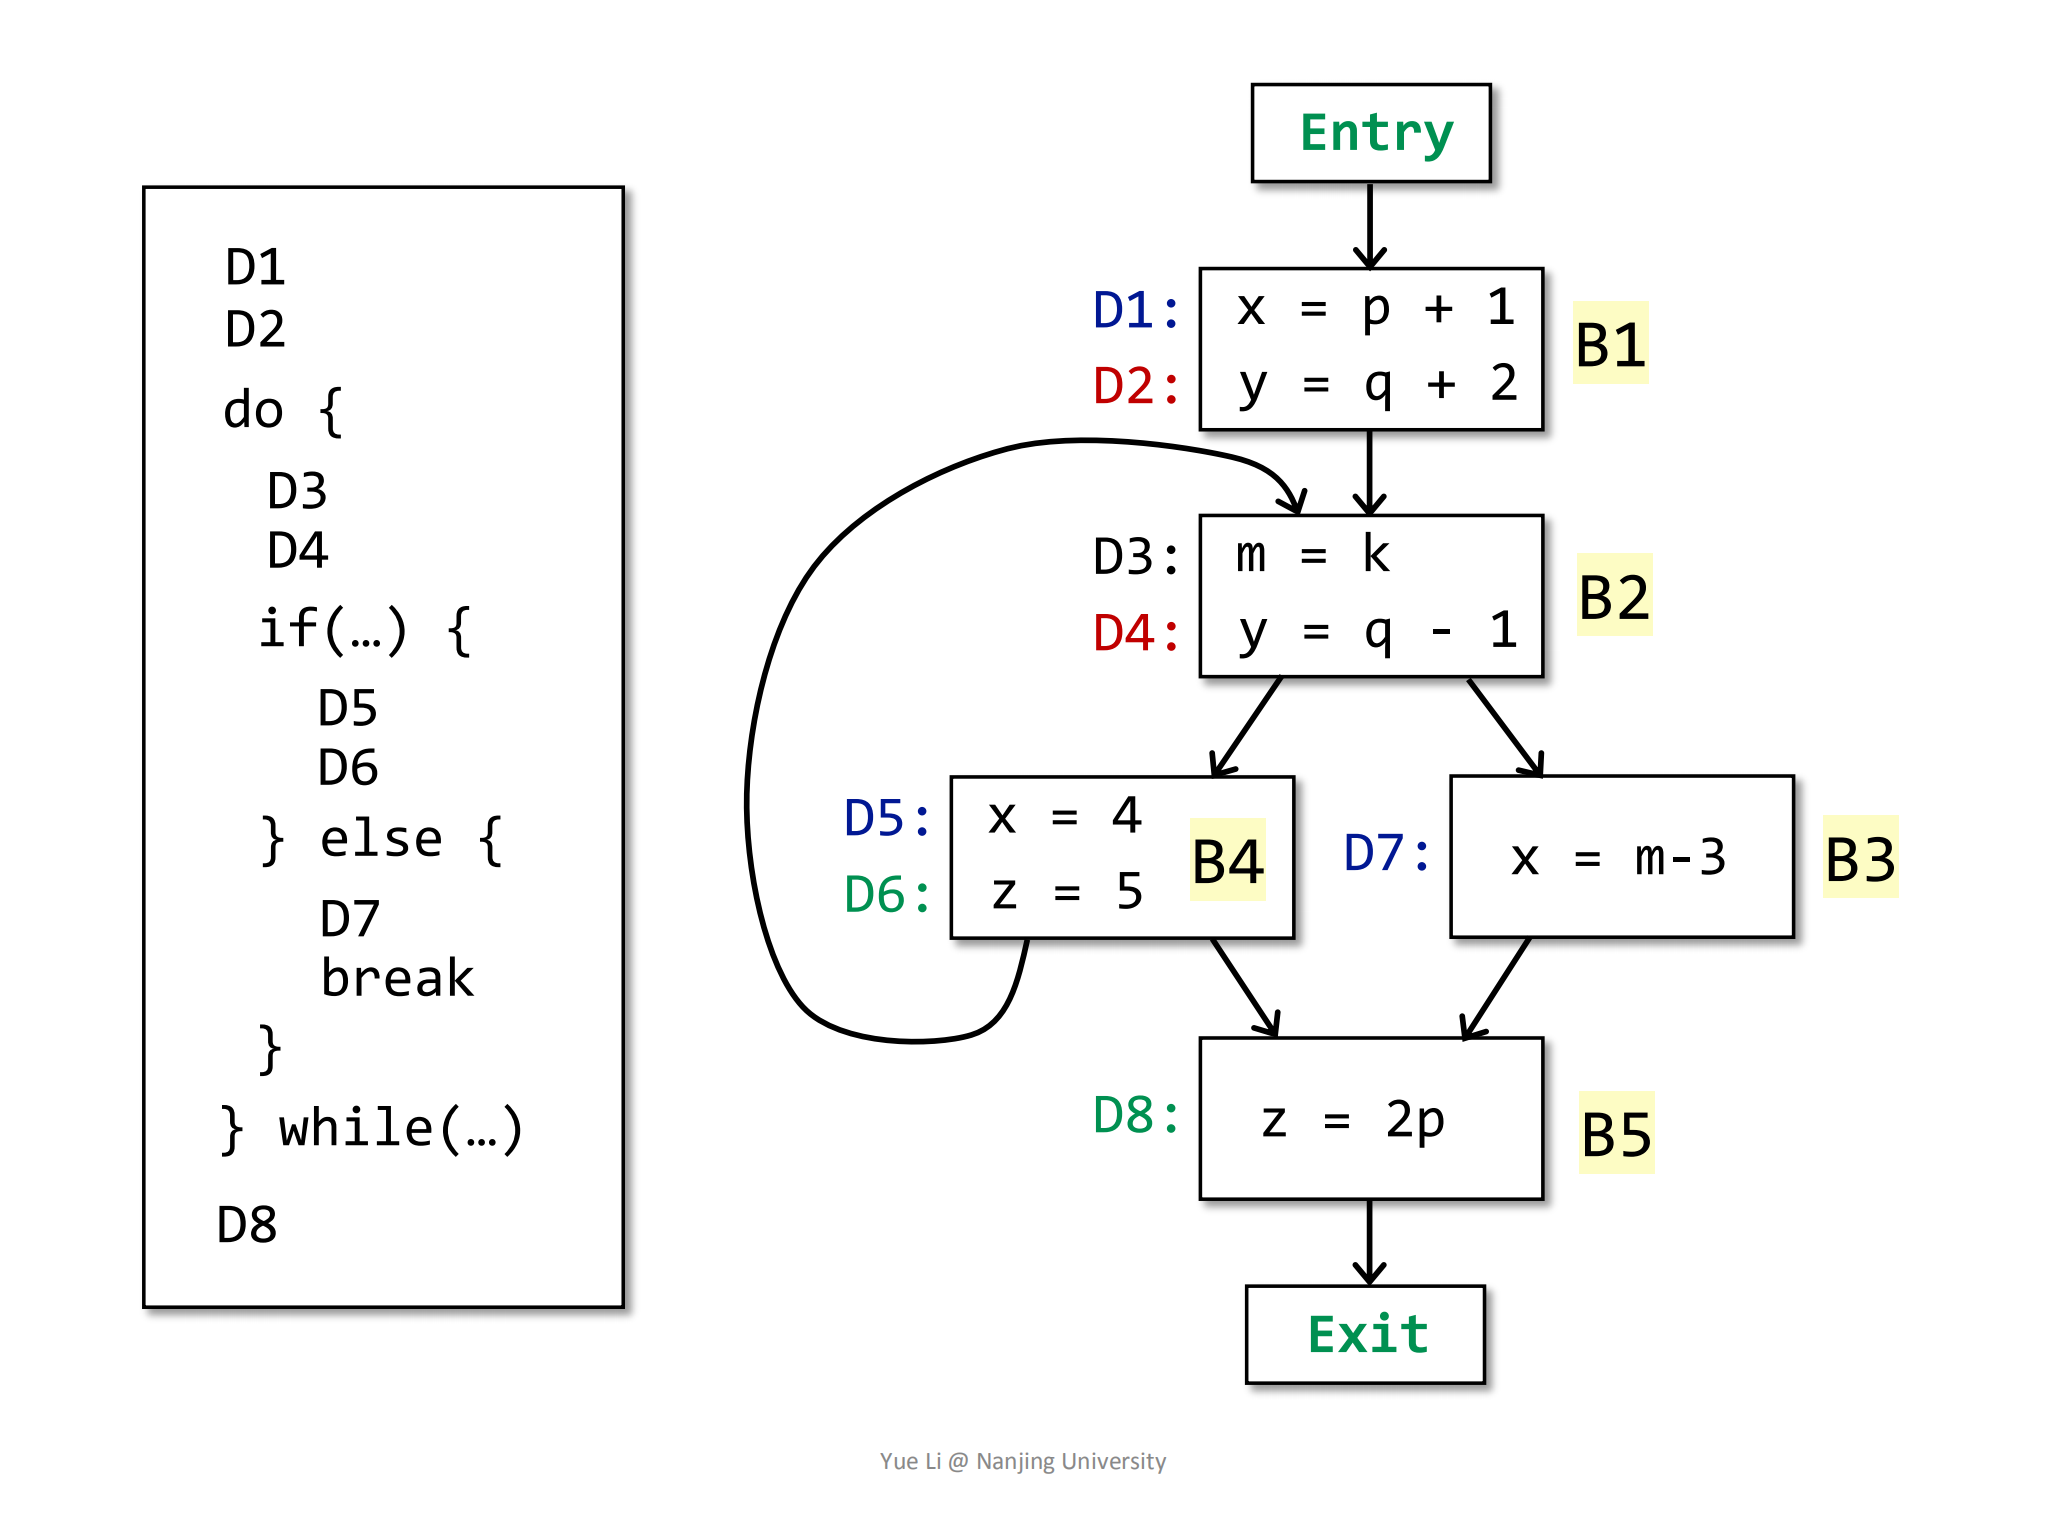 D1
D2
do {
D3
D4
if(…) {
D5
D6
} else {
D7
break
}
} while(…)
D8
Entry
D1: x = p + 1
D2: y = q + 2
B1
D3: m = k
D4: y = q - 1
B2
D5: x = 4
D6: z = 5
B4
D7: x = m-3
B3
D8: z = 2p
B5
Exit
Yue Li @ Nanjing University